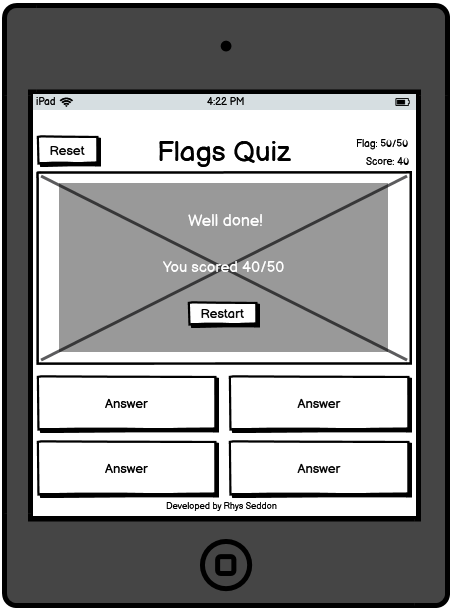 iPad 4:22 PM
Reset
Flags Quiz
Flag: 50/50
Score: 40
Well done!
You scored 40/50
Restart
Answer
Answer
Answer
Answer
Developed by Rhys Seddon